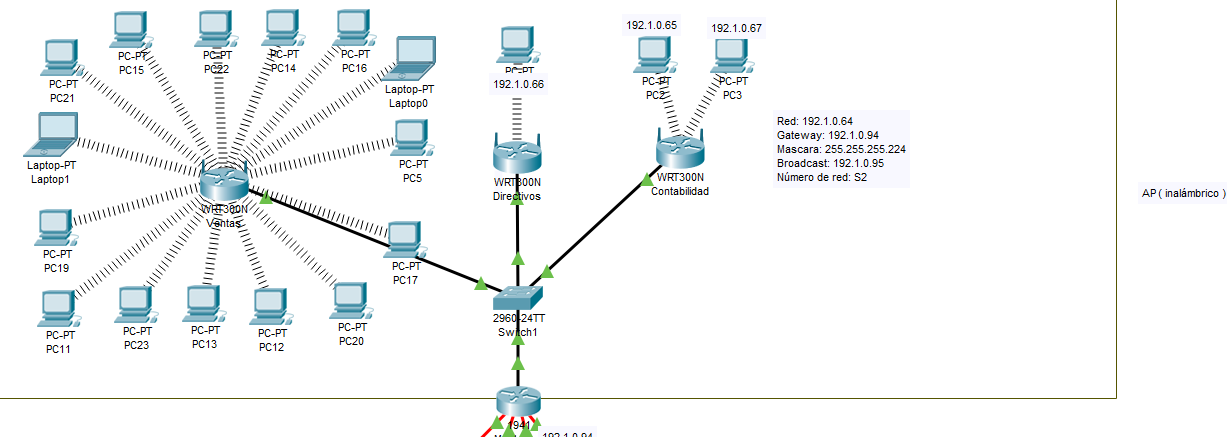 PC-PT
PC15
PC-PT
PC22
PC-PT
PC14
PC-PT
PC16
PC-PT
PC21
Laptop-PT
Laptop0
Laptop-PT
Laptop1
PC-PT
PC5
WRT300N
Ventas
PC-PT
PC19
PC-PT
PC17
PC-PT
PC11
PC-PT
PC23
PC-PT
PC13
PC-PT
PC12
PC-PT
PC20
PC-PT
192.1.0.66
WRT300N
Directivos
192.1.0.65
192.1.0.67
PC-PT
PC2
PC-PT
PC3
WRT300N
Contabilidad
Red: 192.1.0.64
Gateway: 192.1.0.94
Mascara: 255.255.255.224
Broadcast: 192.1.0.95
Número de red: S2
AP ( inalámbrico )
2960-24TT
Switch1
1941
192.1.0.94